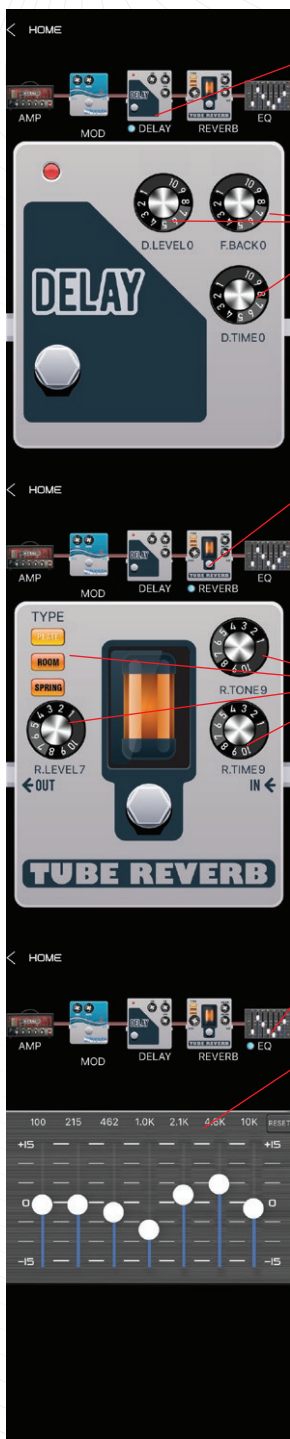 HOME
AMP
MOD
DELAY
REVERB
EQ
D.LEVEL0
F.BACK0
DELAY
D.TIME0
HOME
AMP
MOD
DELAY
REVERB
EQ
TYPE
PLATE
ROOM
SPRING
R.TONE9
R.LEVEL7
R.TIME9
←OUT
IN←
TUBE REVERB
HOME
AMP
MOD
DELAY
REVERB
EQ
100 215 462 1.0K 2.1K 4.6K 10K RESET
+15 +15
0 0
-15 -15